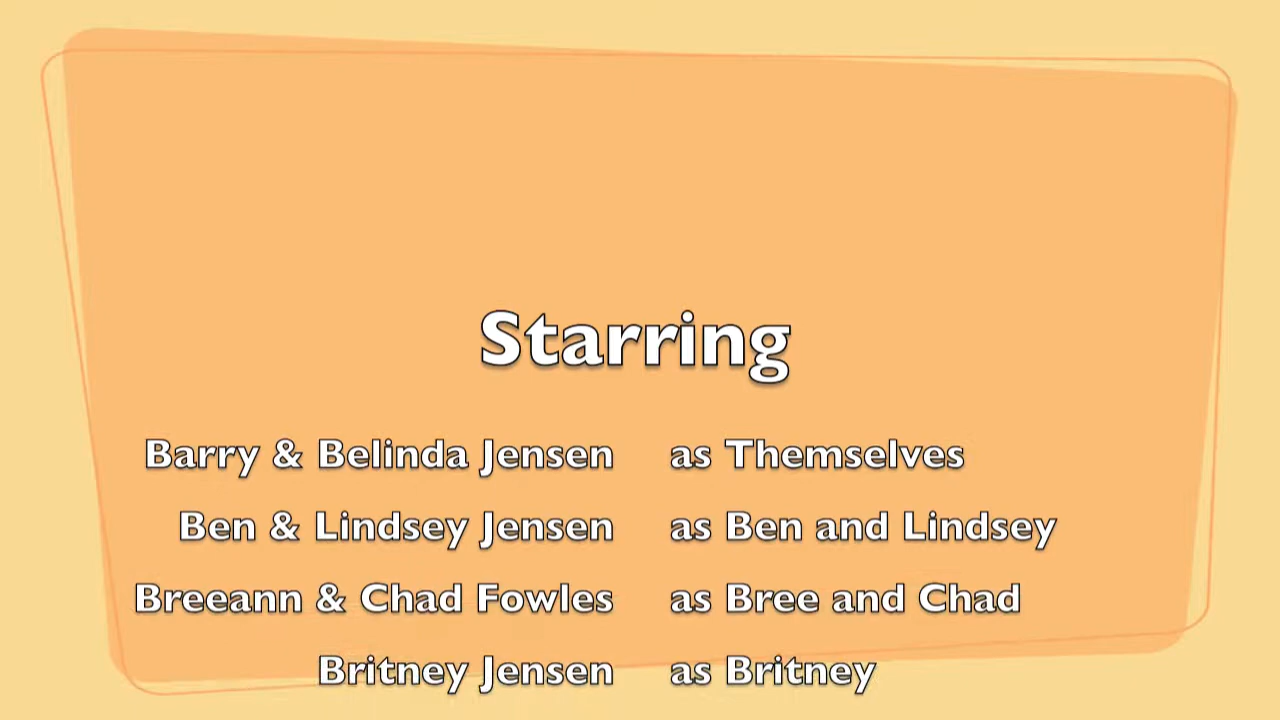 Starring
Barry & Belinda Jensen as Themselves
Ben & Lindsey Jensen as Ben and Lindsey
Breeann & Chad Fowles as Bree and Chad
Britney Jensen as Britney